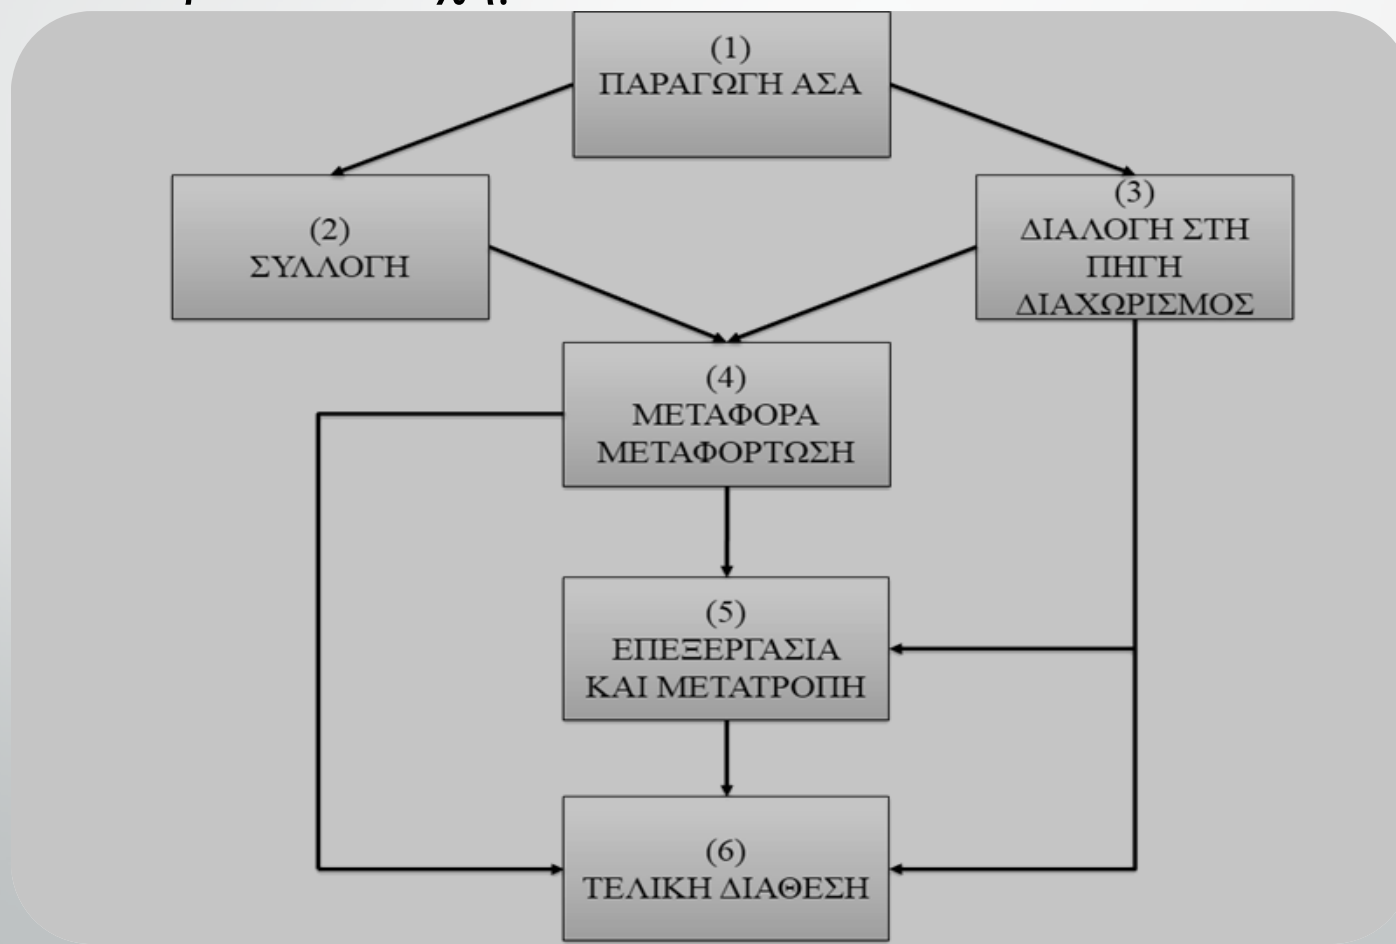 (1)
ΠΑΡΑΓΩΓΗ ΑΣΑ
(2)
ΣΥΛΛΟΓΗ
(3)
ΔΙΑΛΟΓΗ ΣΤΗ
ΠΗΓΗ
ΔΙΑΧΩΡΙΣΜΟΣ
(4)
ΜΕΤΑΦΟΡΑ
ΜΕΤΑΦΟΡΤΩΣΗ
(5)
ΕΠΕΞΕΡΓΑΣΙΑ
ΚΑΙ ΜΕΤΑΤΡΟΠΗ
(6)
ΤΕΛΙΚΗ ΔΙΑΘΕΣΗ